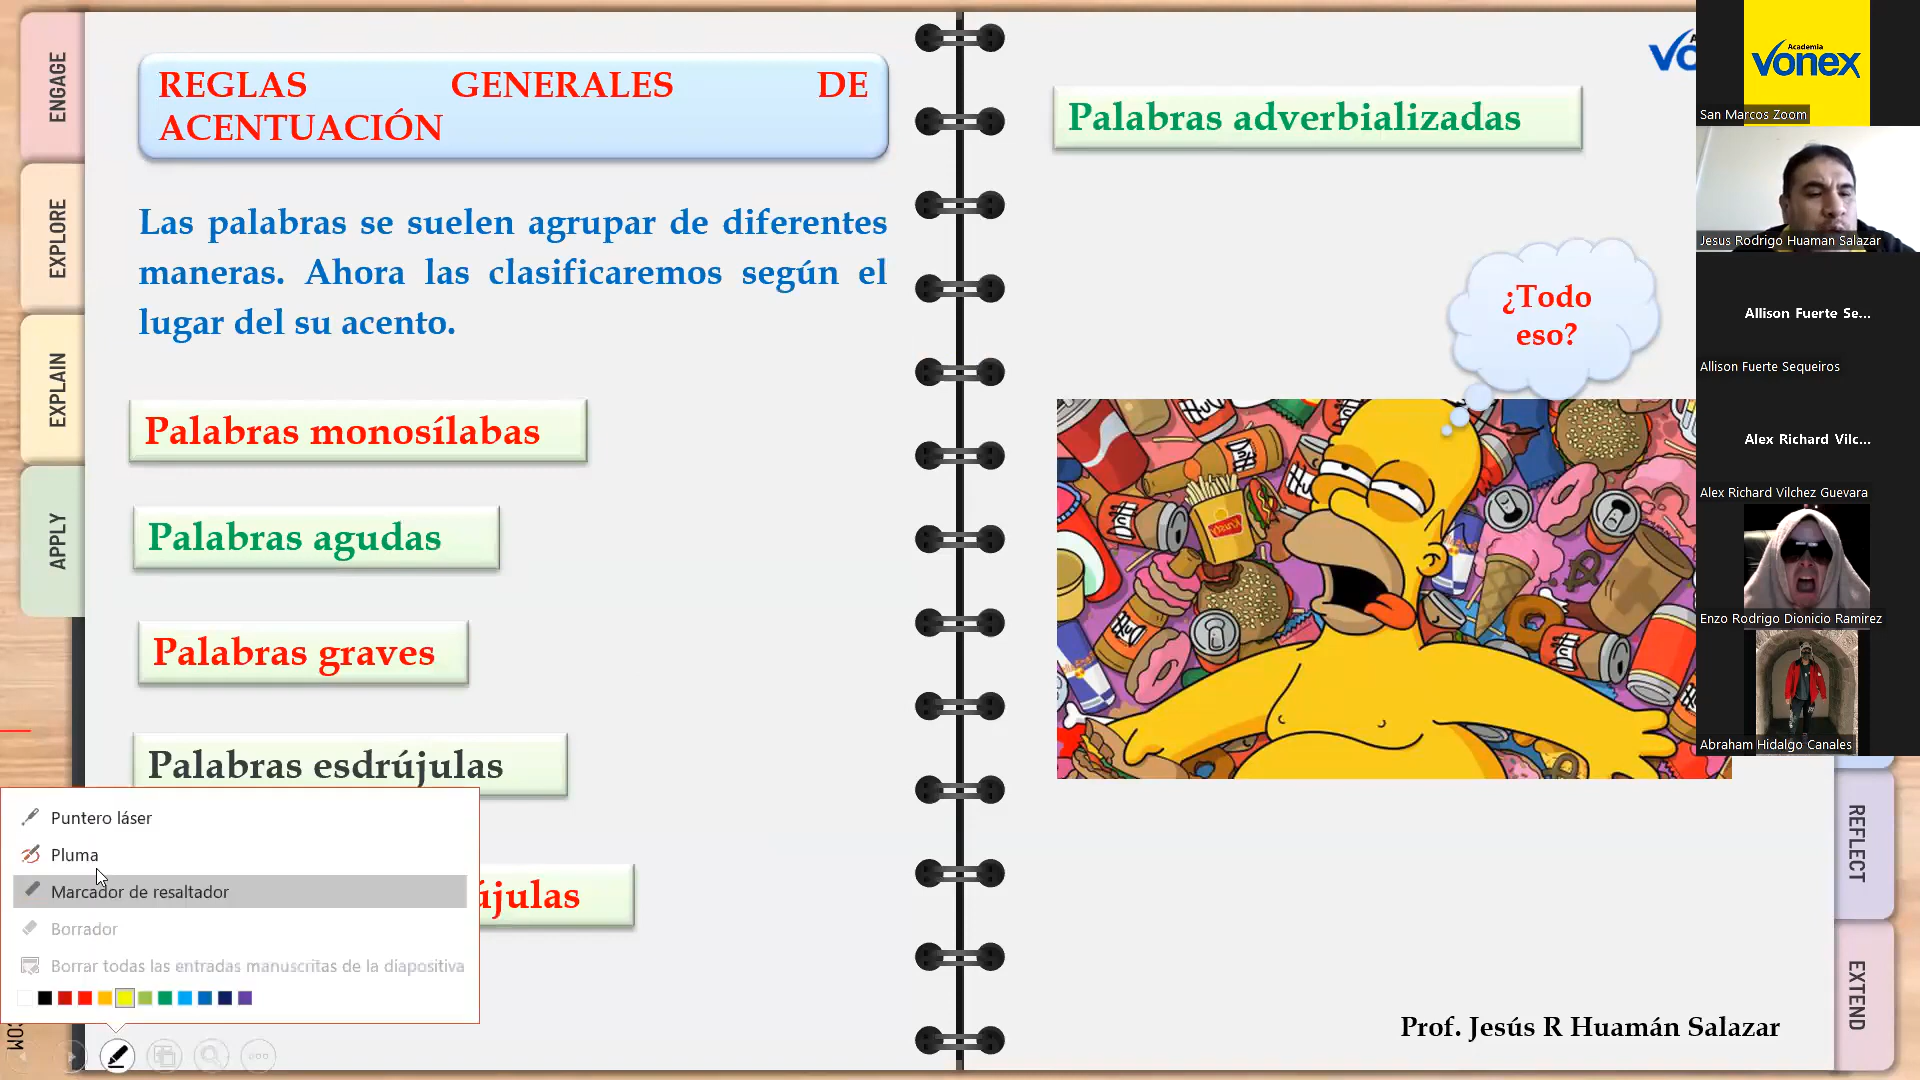 ENGAGE
EXPLORE
EXPLAIN
APPLY
REGLAS GENERALES DE
ACENTUACIÓN
Las palabras se suelen agrupar de diferentes
maneras. Ahora las clasificaremos según el
lugar del su acento.
Palabras monosílabas
Palabras agudas
Palabras graves
Palabras esdrújulas
újulas
Puntero láser
Pluma
Marcador de resaltador
Borrador
Borrar todas las entradas manuscritas de la diapositiva
COM
Palabras adverbializadas
¿Todo
eso?
Prof. Jesús R Huamán Salazar
REFLECT
EXTEND
Academia
Vonex
San Marcos Zoom
Jesus Rodrigo Huaman Salazar
Allison Fuerte Se...
Allison Fuerte Sequeiros
Alex Richard Vilc...
Alex Richard Vilchez Guevara
Enzo Rodrigo Dionicio Ramirez
Abraham Hidalgo Canales